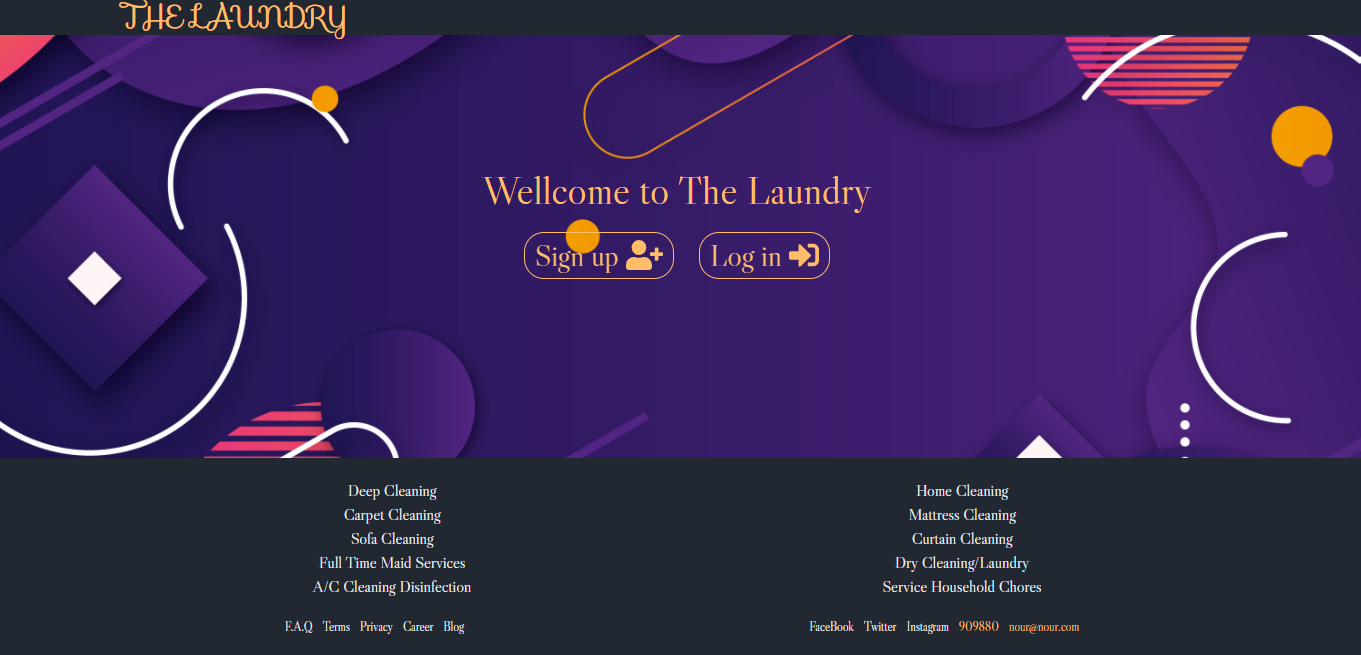 THE LAUNDRY
Wellcome to The Laundry
Sign up Log in
Deep Cleaning
Carpet Cleaning
Sofa Cleaning
Full Time Maid Services
A/C Cleaning Disinfection
Home Cleaning
Mattress Cleaning
Curtain Cleaning
Dry Cleaning/Laundry
Service Household Chores
F.A.Q Terms Privacy Career Blog
FaceBook Twitter Instagram 909880 nour@nour.com